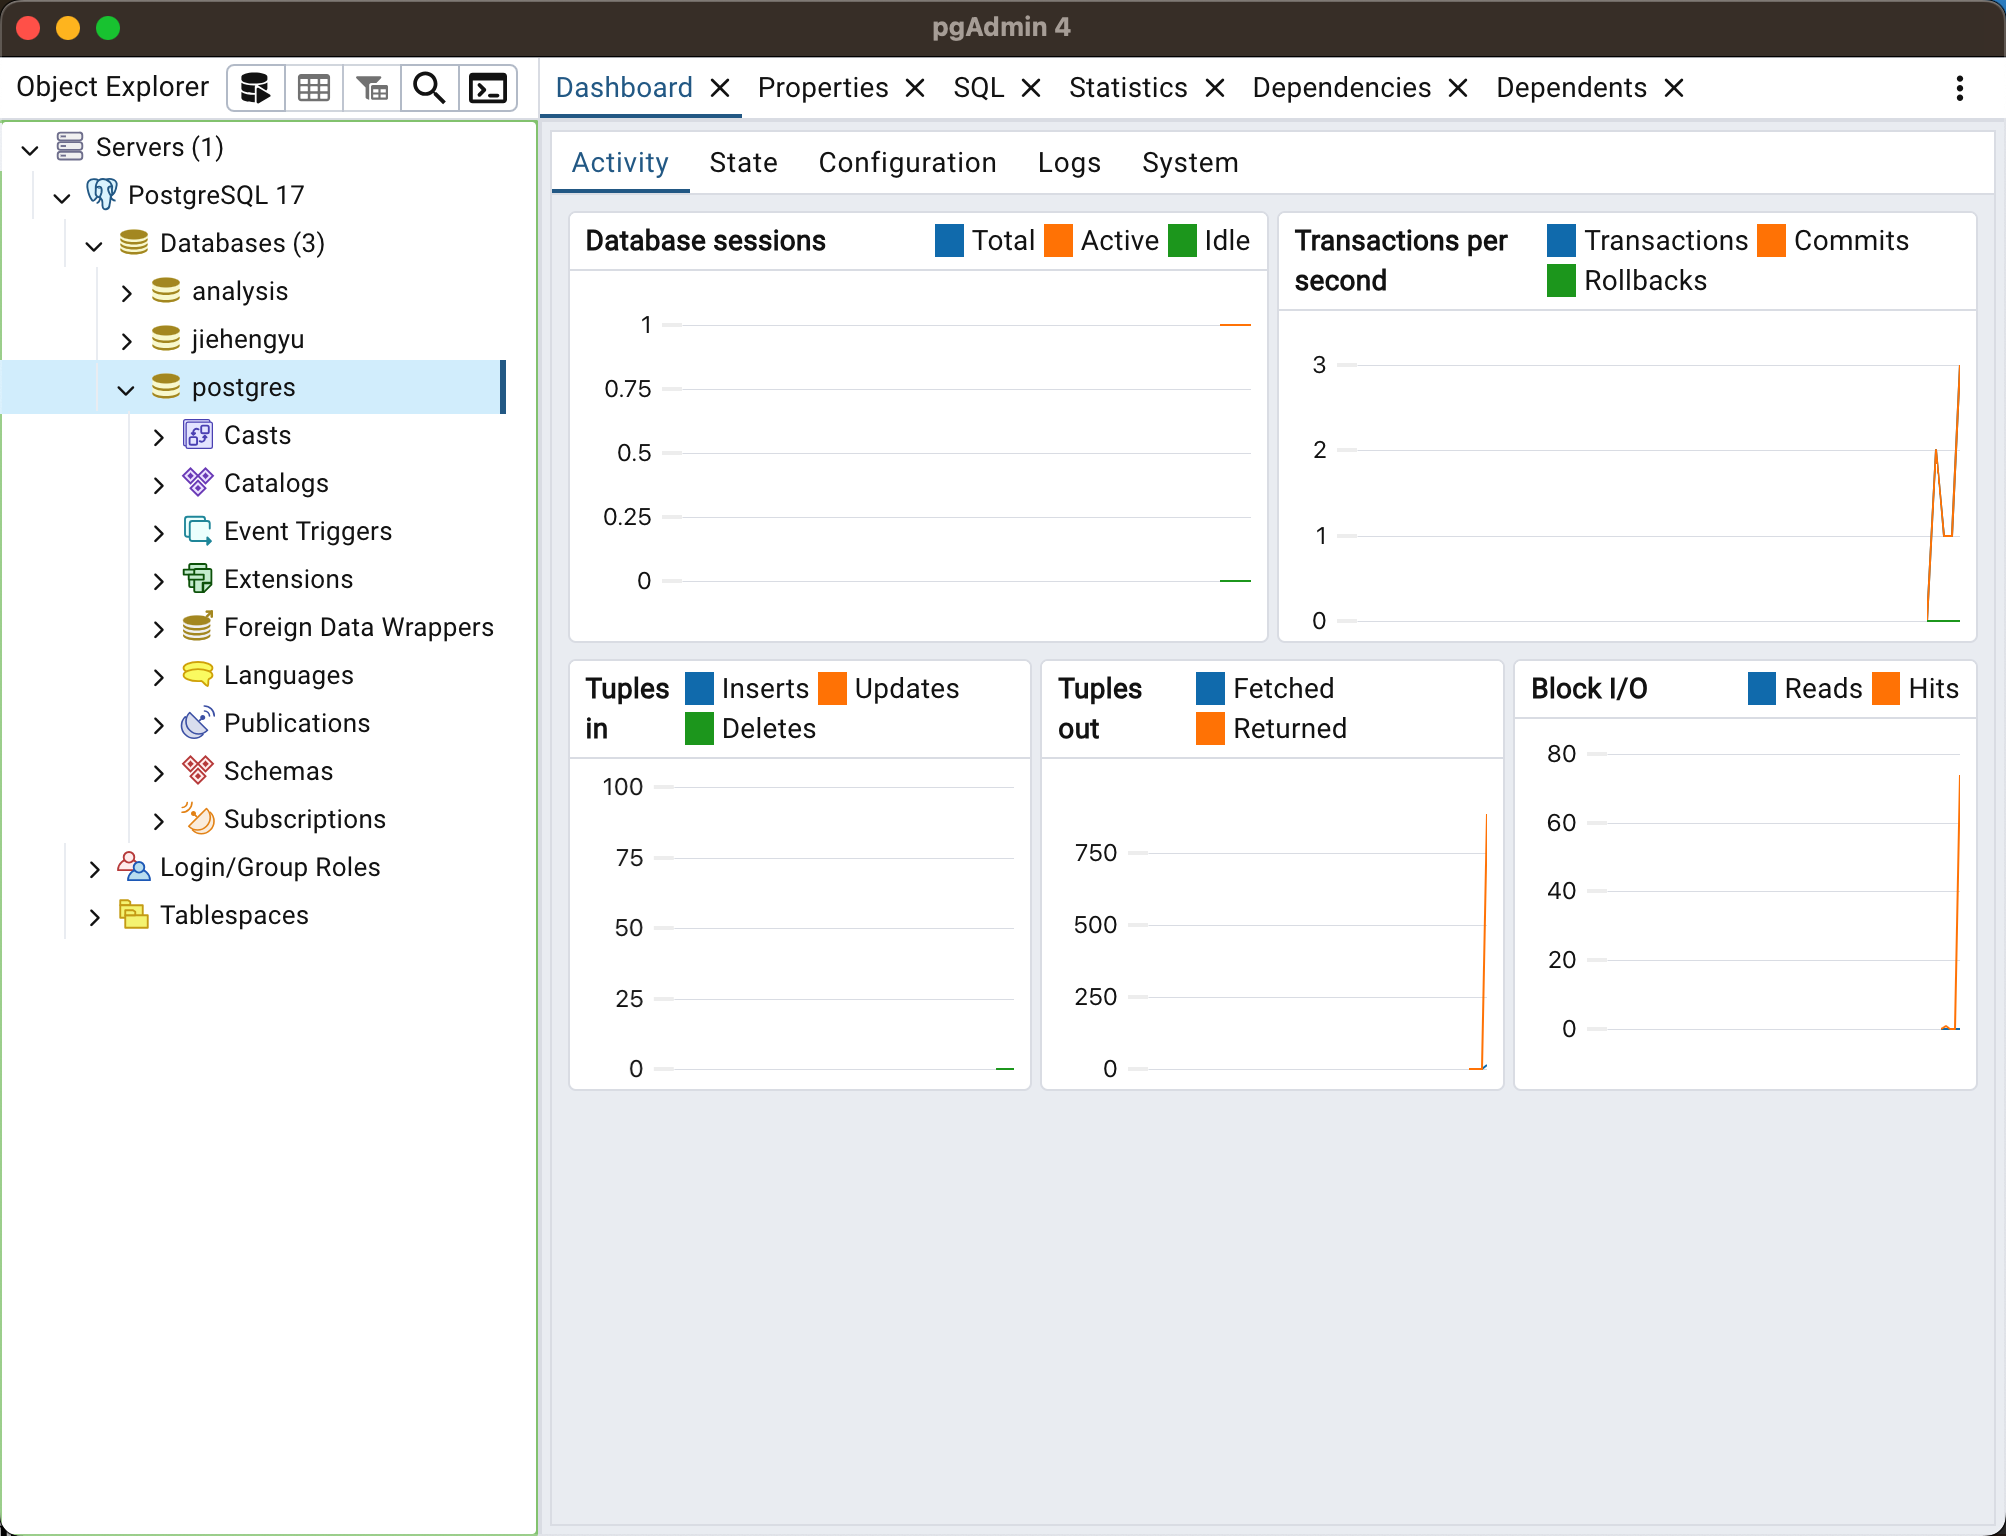 pgAdmin 4
Object Explorer
Dashboard Properties SQL Statistics Dependencies Dependents
Servers (1)
PostgreSQL 17
Databases (3)
analysis
jiehengyu
postgres
Casts
Catalogs
Event Triggers
Extensions
Foreign Data Wrappers
Languages
Publications
Schemas
Subscriptions
Login/Group Roles
Tablespaces
Activity State Configuration Logs System
Database sessions Total Active Idle
1
0.75
0.5
0.25
0
Transactions per second Transactions Commits
Rollbacks
3
2
1
0
Tuples in Inserts Updates
Deletes
100
75
50
25
0
Tuples out Fetched
Returned
750
500
250
0
Block I/O Reads Hits
80
60
40
20
0